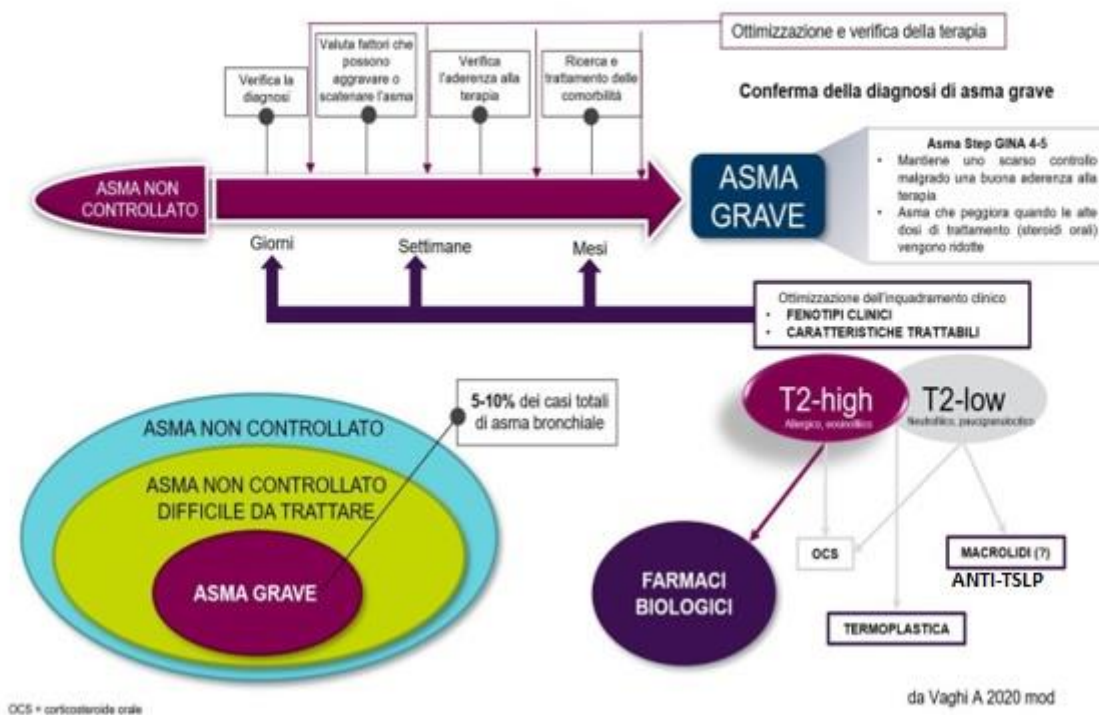 Ottimizzazione e verifica della terapia
Verifica la
diagnosi
Valuta fattori che
possono
aggravare o
scatenare l'asma
Verifica
l'aderenza alla
terapia
Ricerca e
trattamento delle
comorbilità
Conferma della diagnosi di asma grave
ASMA NON
CONTROLLATO
ASMA
GRAVE
Asma Step GINA 4-5
• Mantiene uno scarso controllo
malgrado una buona aderenza alla
terapia
• Asma che peggiora quando le alte
dosi di trattamento (steroidi orali)
vengono ridotte
Giorni
Settimane
Mesi
Ottimizzazione dell'inquadramento clinico
• FENOTIPI CLINICI
• CARATTERISTICHE TRATTABILI
5-10% dei casi totali
di asma bronchiale
ASMA NON CONTROLLATO
ASMA NON CONTROLLATO
DIFFICILE DA TRATTARE
ASMA GRAVE
T2-high
Allergico, eosinofilico
T2-low
Neutrofilico, paucigranulocitico
FARMACI
BIOLOGICI
OCS
MACROLIDI (?)
ANTI-TSLP
TERMOPLASTICA
da Vaghi A 2020 mod
OCS = corticosteroide orale